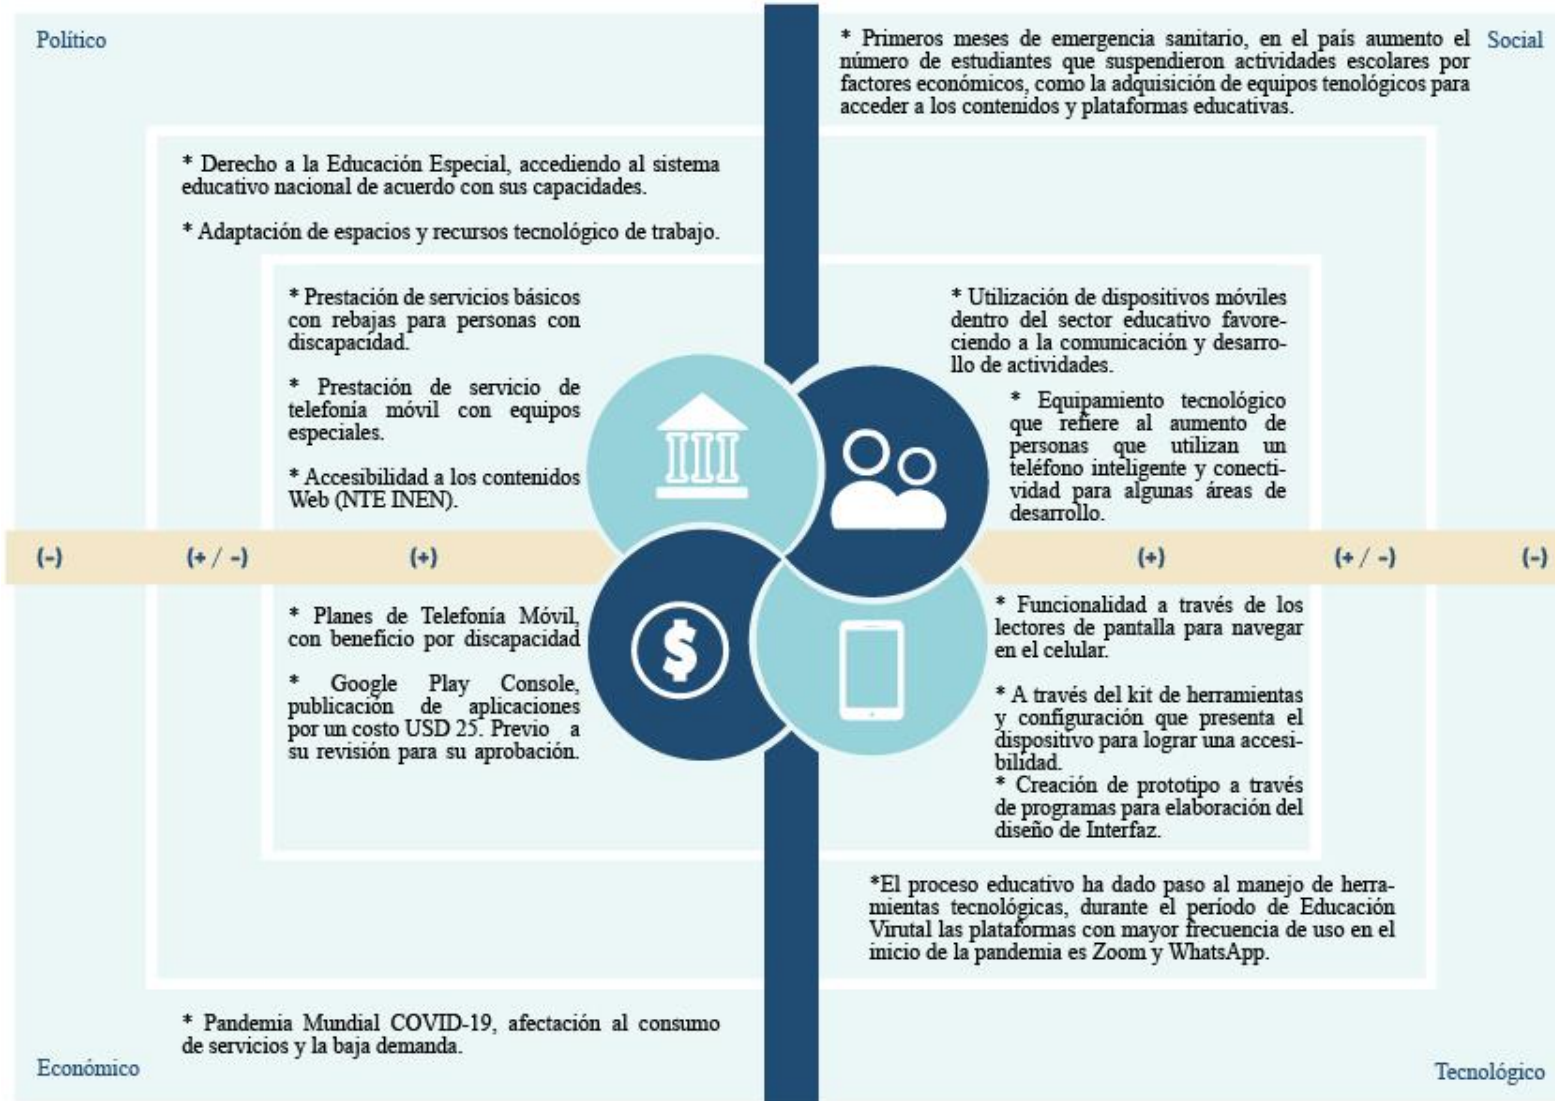 Político
* Primeros meses de emergencia sanitario, en el país aumento el
número de estudiantes que suspendieron actividades escolares por
factores económicos, como la adquisición de equipos tenológicos para
acceder a los contenidos y plataformas educativas.
Social
* Derecho a la Educación Especial, accediendo al sistema
educativo nacional de acuerdo con sus capacidades.
* Adaptación de espacios y recursos tecnológico de trabajo.
* Prestación de servicios básicos
con rebajas para personas con
discapacidad.
* Prestación de servicio de
telefonía móvil con equipos
especiales.
* Accesibilidad a los contenidos
Web (NTE INEN).
* Utilización de dispositivos móviles
dentro del sector educativo favore-
ciendo a la comunicación y desarro-
llo de actividades.
* Equipamiento tecnológico
que refiere al aumento de
personas que utilizan un
teléfono inteligente y conecti-
vidad para algunas áreas de
desarrollo.
(-) (+ / -) (+) (+) (+ / -) (-)
* Planes de Telefonía Móvil,
con beneficio por discapacidad
* Google Play Console,
publicación de aplicaciones
por un costo USD 25. Previo a
su revisión para su aprobación.
$
* Funcionalidad a través de los
lectores de pantalla para navegar
en el celular.
* A través del kit de herramientas
y configuración que presenta el
dispositivo para lograr una accesi-
bilidad.
* Creación de prototipo a través
de programas para elaboración del
diseño de Interfaz.
*El proceso educativo ha dado paso al manejo de herra-
mientas tecnológicas, durante el período de Educación
Virutal las plataformas con mayor frecuencia de uso en el
inicio de la pandemia es Zoom y WhatsApp.
* Pandemia Mundial COVID-19, afectación al consumo
de servicios y la baja demanda.
Económico
Tecnológico